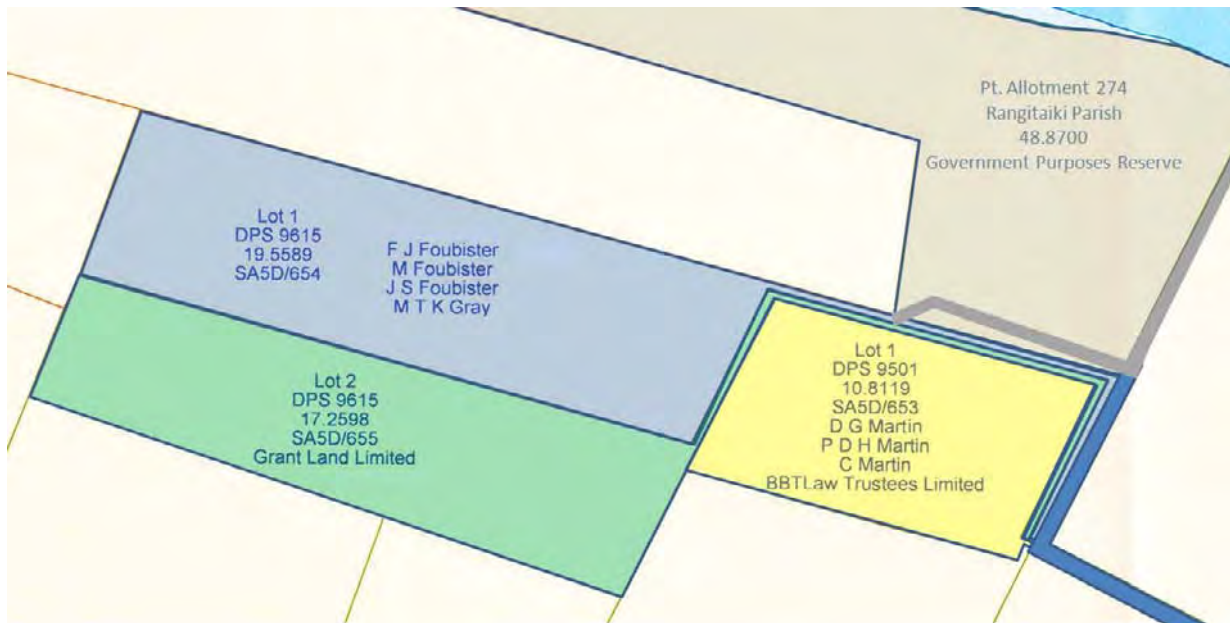 Pt. Allotment 274
Rangitaiki Parish
48.8700
Government Purposes Reserve
Lot 1
DPS 9615
19.5589
SA5D/654
F J Foubister
M Foubister
J S Foubister
M T K Gray
Lot 2
DPS 9615
17.2598
SA5D/655
Grant Land Limited
Lot 1
DPS 9501
10.8119
SA5D/653
D G Martin
P D H Martin
C Martin
BBTLaw Trustees Limited